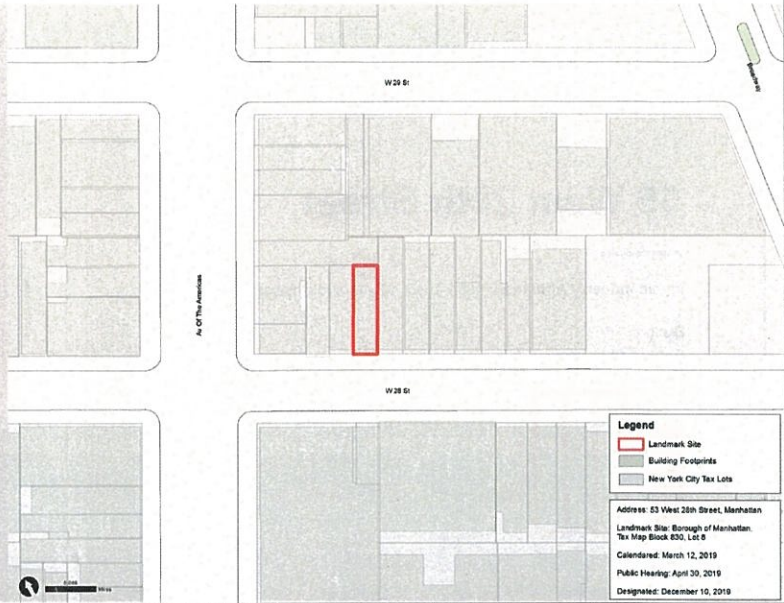 W 29 St
Broadway
Av Of The Americas
W 28 St
Legend
Landmark Site
Building Footprints
New York City Tax Lots
Address: 53 West 28th Street, Manhattan
Landmark Site: Borough of Manhattan,
Tax Map Block 830, Lot 8
Calendared: March 12, 2019
Public Hearing: April 30, 2019
Designated: December 10, 2019
Miles